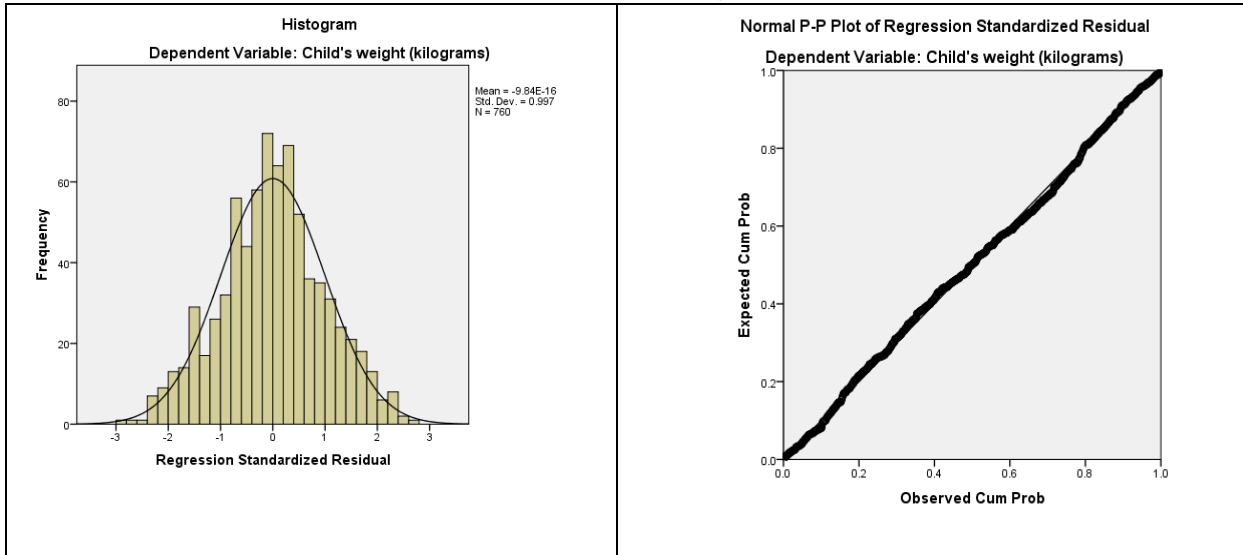 Histogram
Dependent Variable: Child's weight (kilograms)
Mean = -9.84E-16
Std. Dev. = 0.997
N = 760
80
60
40
20
0
Frequency
-3 -2 -1 0 1 2 3
Regression Standardized Residual
Normal P-P Plot of Regression Standardized Residual
Dependent Variable: Child's weight (kilograms)
1.0
0.8
0.6
0.4
0.2
0.0
Expected Cum Prob
0.0 0.2 0.4 0.6 0.8 1.0
Observed Cum Prob